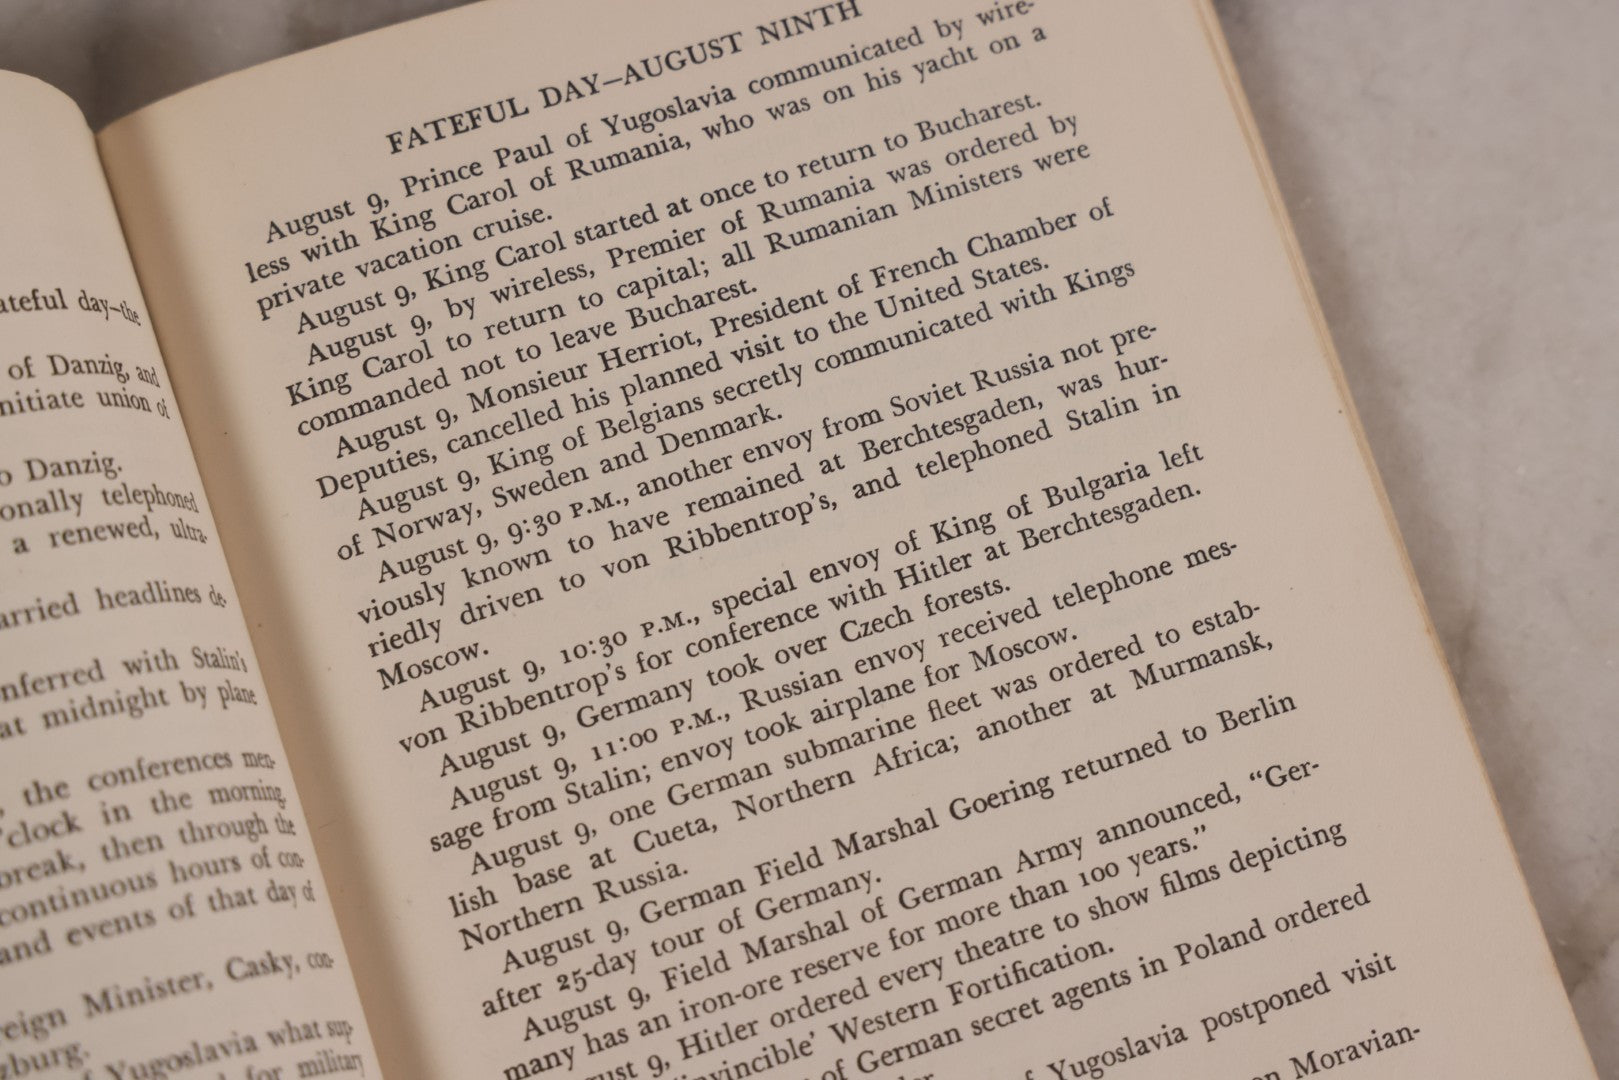 ateful day—the
of Danzig, and
nitiate union of
o Danzig.
onally telephoned
a renewed, ultra-
arried headlines de-
nferred with Stalin's
at midnight by plane
, the conferences men-
'clock in the morning,
break, then through the
continuous hours of con-
and events of that day of
reign Minister, Casky, con-
zburg.
of Yugoslavia what sup-
for military
FATEFUL DAY—AUGUST NINTH
August 9, Prince Paul of Yugoslavia communicated by wire-
less with King Carol of Rumania, who was on his yacht on a
private vacation cruise.
August 9, King Carol started at once to return to Bucharest.
August 9, by wireless, Premier of Rumania was ordered by
King Carol to return to capital; all Rumanian Ministers were
commanded not to leave Bucharest.
August 9, Monsieur Herriot, President of French Chamber of
Deputies, cancelled his planned visit to the United States.
August 9, King of Belgians secretly communicated with Kings
of Norway, Sweden and Denmark.
August 9, 9:30 P.M., another envoy from Soviet Russia not pre-
viously known to have remained at Berchtesgaden, was hur-
riedly driven to von Ribbentrop's, and telephoned Stalin in
Moscow.
August 9, 10:30 P.M., special envoy of King of Bulgaria left
von Ribbentrop's for conference with Hitler at Berchtesgaden.
August 9, Germany took over Czech forests.
August 9, 11:00 P.M., Russian envoy received telephone mes-
sage from Stalin; envoy took airplane for Moscow.
August 9, one German submarine fleet was ordered to estab-
lish base at Cueta, Northern Africa; another at Murmansk,
Northern Russia.
August 9, German Field Marshal Goering returned to Berlin
after 25-day tour of Germany.
August 9, Field Marshal of German Army announced, "Ger-
many has an iron-ore reserve for more than 100 years."
ust 9, Hitler ordered every theatre to show films depicting
'invincible' Western Fortification.
of German secret agents in Poland ordered
of Yugoslavia postponed visit
on Moravian-